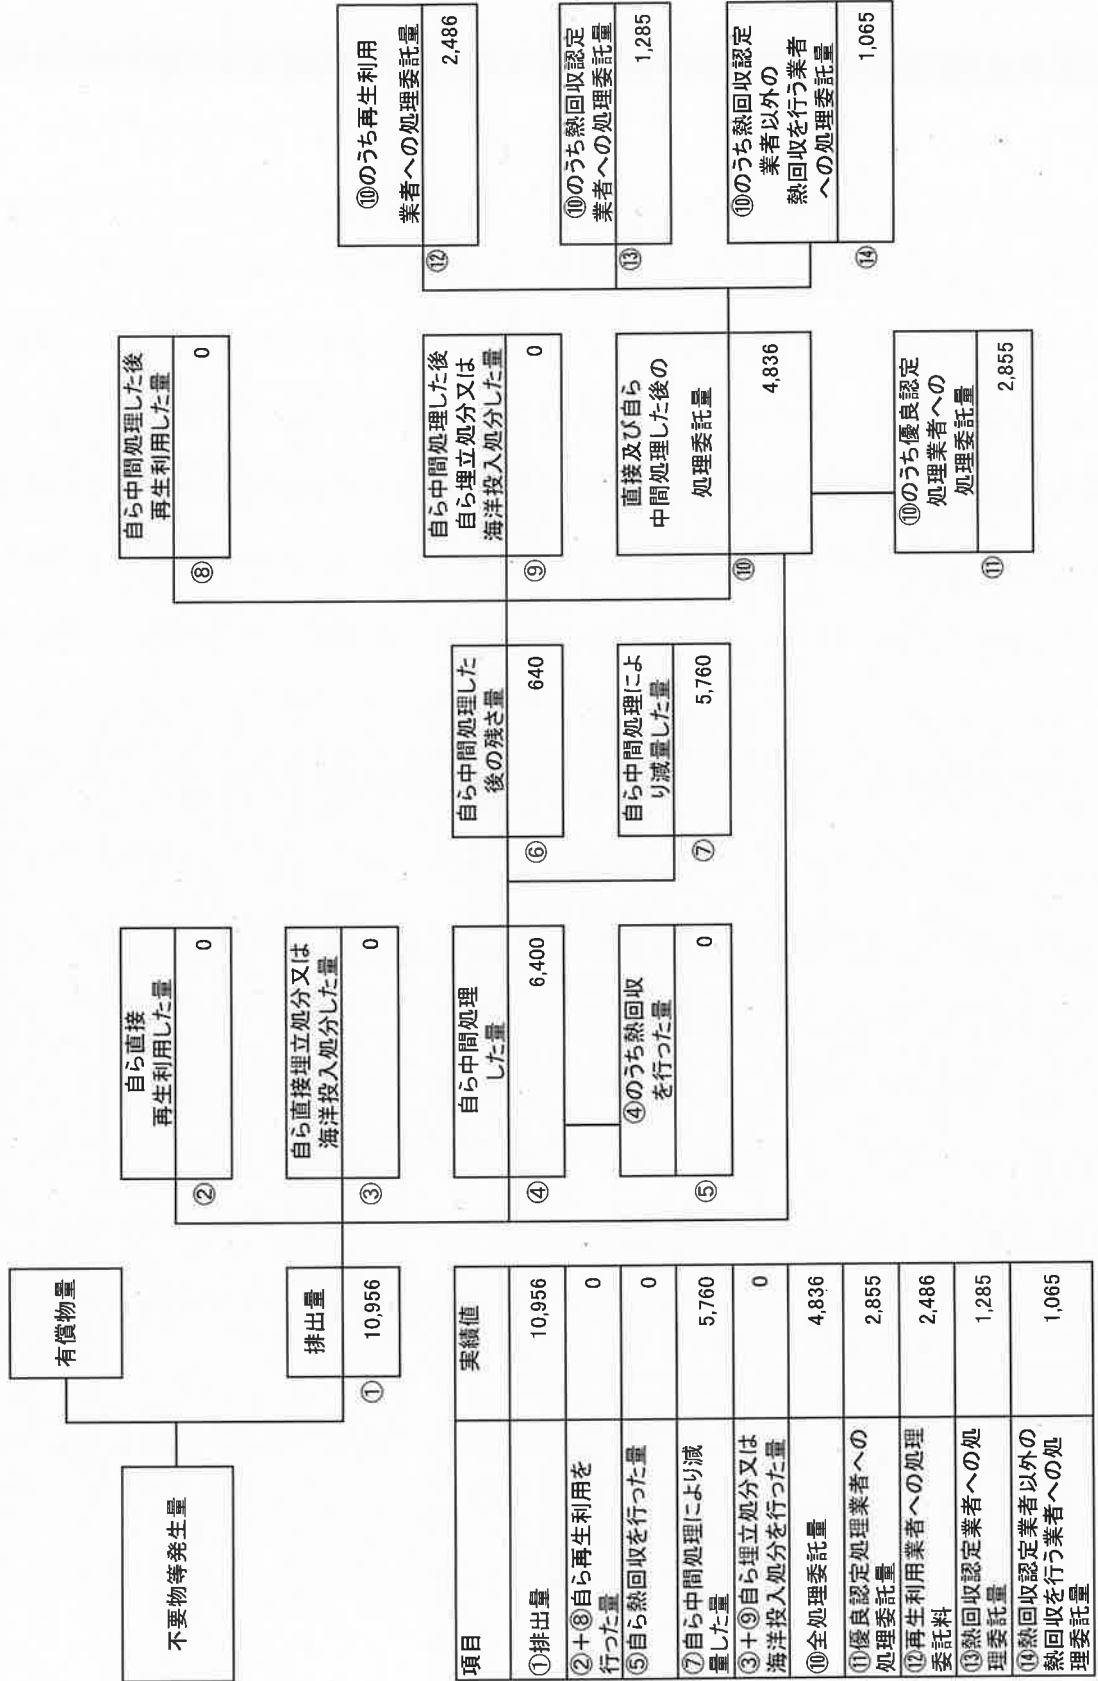 不要物等発生量
有償物量
排出量
① 10,956
自ら直接
再生利用した量
② 0
自ら直接埋立処分又は
海洋投入処分した量
③ 0
自ら中間処理
した量
④ 6,400
④のうち熱回収
を行った量
⑤ 0
自ら中間処理した
後の残さ量
⑥ 640
自ら中間処理によ
り減量した量
⑦ 5,760
自ら中間処理した後
再生利用した量
⑧ 0
自ら中間処理した後
自ら埋立処分又は
海洋投入処分した量
⑨ 0
直接及び自ら
中間処理した後の
処理委託量
⑩ 4,836
⑩のうち優良認定
処理業者への
処理委託量
⑪ 2,855
⑩のうち再生利用
業者への処理委託量
⑫ 2,486
⑩のうち熱回収認定
業者への処理委託量
⑬ 1,285
⑩のうち熱回収認定
業者以外の
熱回収を行う業者
への処理委託量
⑭ 1,065
項目 実績値
①排出量 10,956
②+⑧自ら再生利用を
行った量 0
⑤自ら熱回収を行った量 0
⑦自ら中間処理により減
量した量 5,760
③+⑨自ら埋立処分又は
海洋投入処分を行った量 0
⑩全処理委託量 4,836
⑪優良認定処理業者への
処理委託量 2,855
⑫再生利用業者への処理
委託料 2,486
⑬熱回収認定業者への処
理委託量 1,285
⑭熱回収認定業者以外の
熱回収を行う業者への処
理委託量 1,065